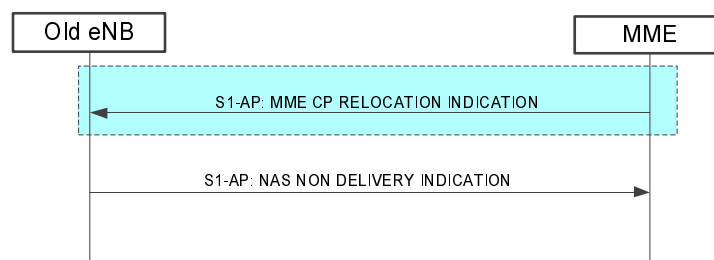 Old eNB
MME
S1-AP: MME CP RELOCATION INDICATION
S1-AP: NAS NON DELIVERY INDICATION